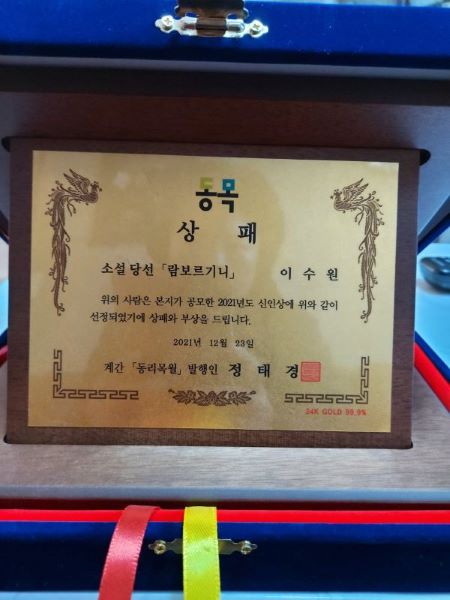 동목
상 패
소설 당선 「람보르기니」 이 수 원
위의 사람은 본지가 공모한 2021년도 신인상에 위와 같이
선정되었기에 상패와 부상을 드립니다.
2021년 12월 23일
계간 「동리목월」 발행인 정 태 경
24K GOLD 99.9%